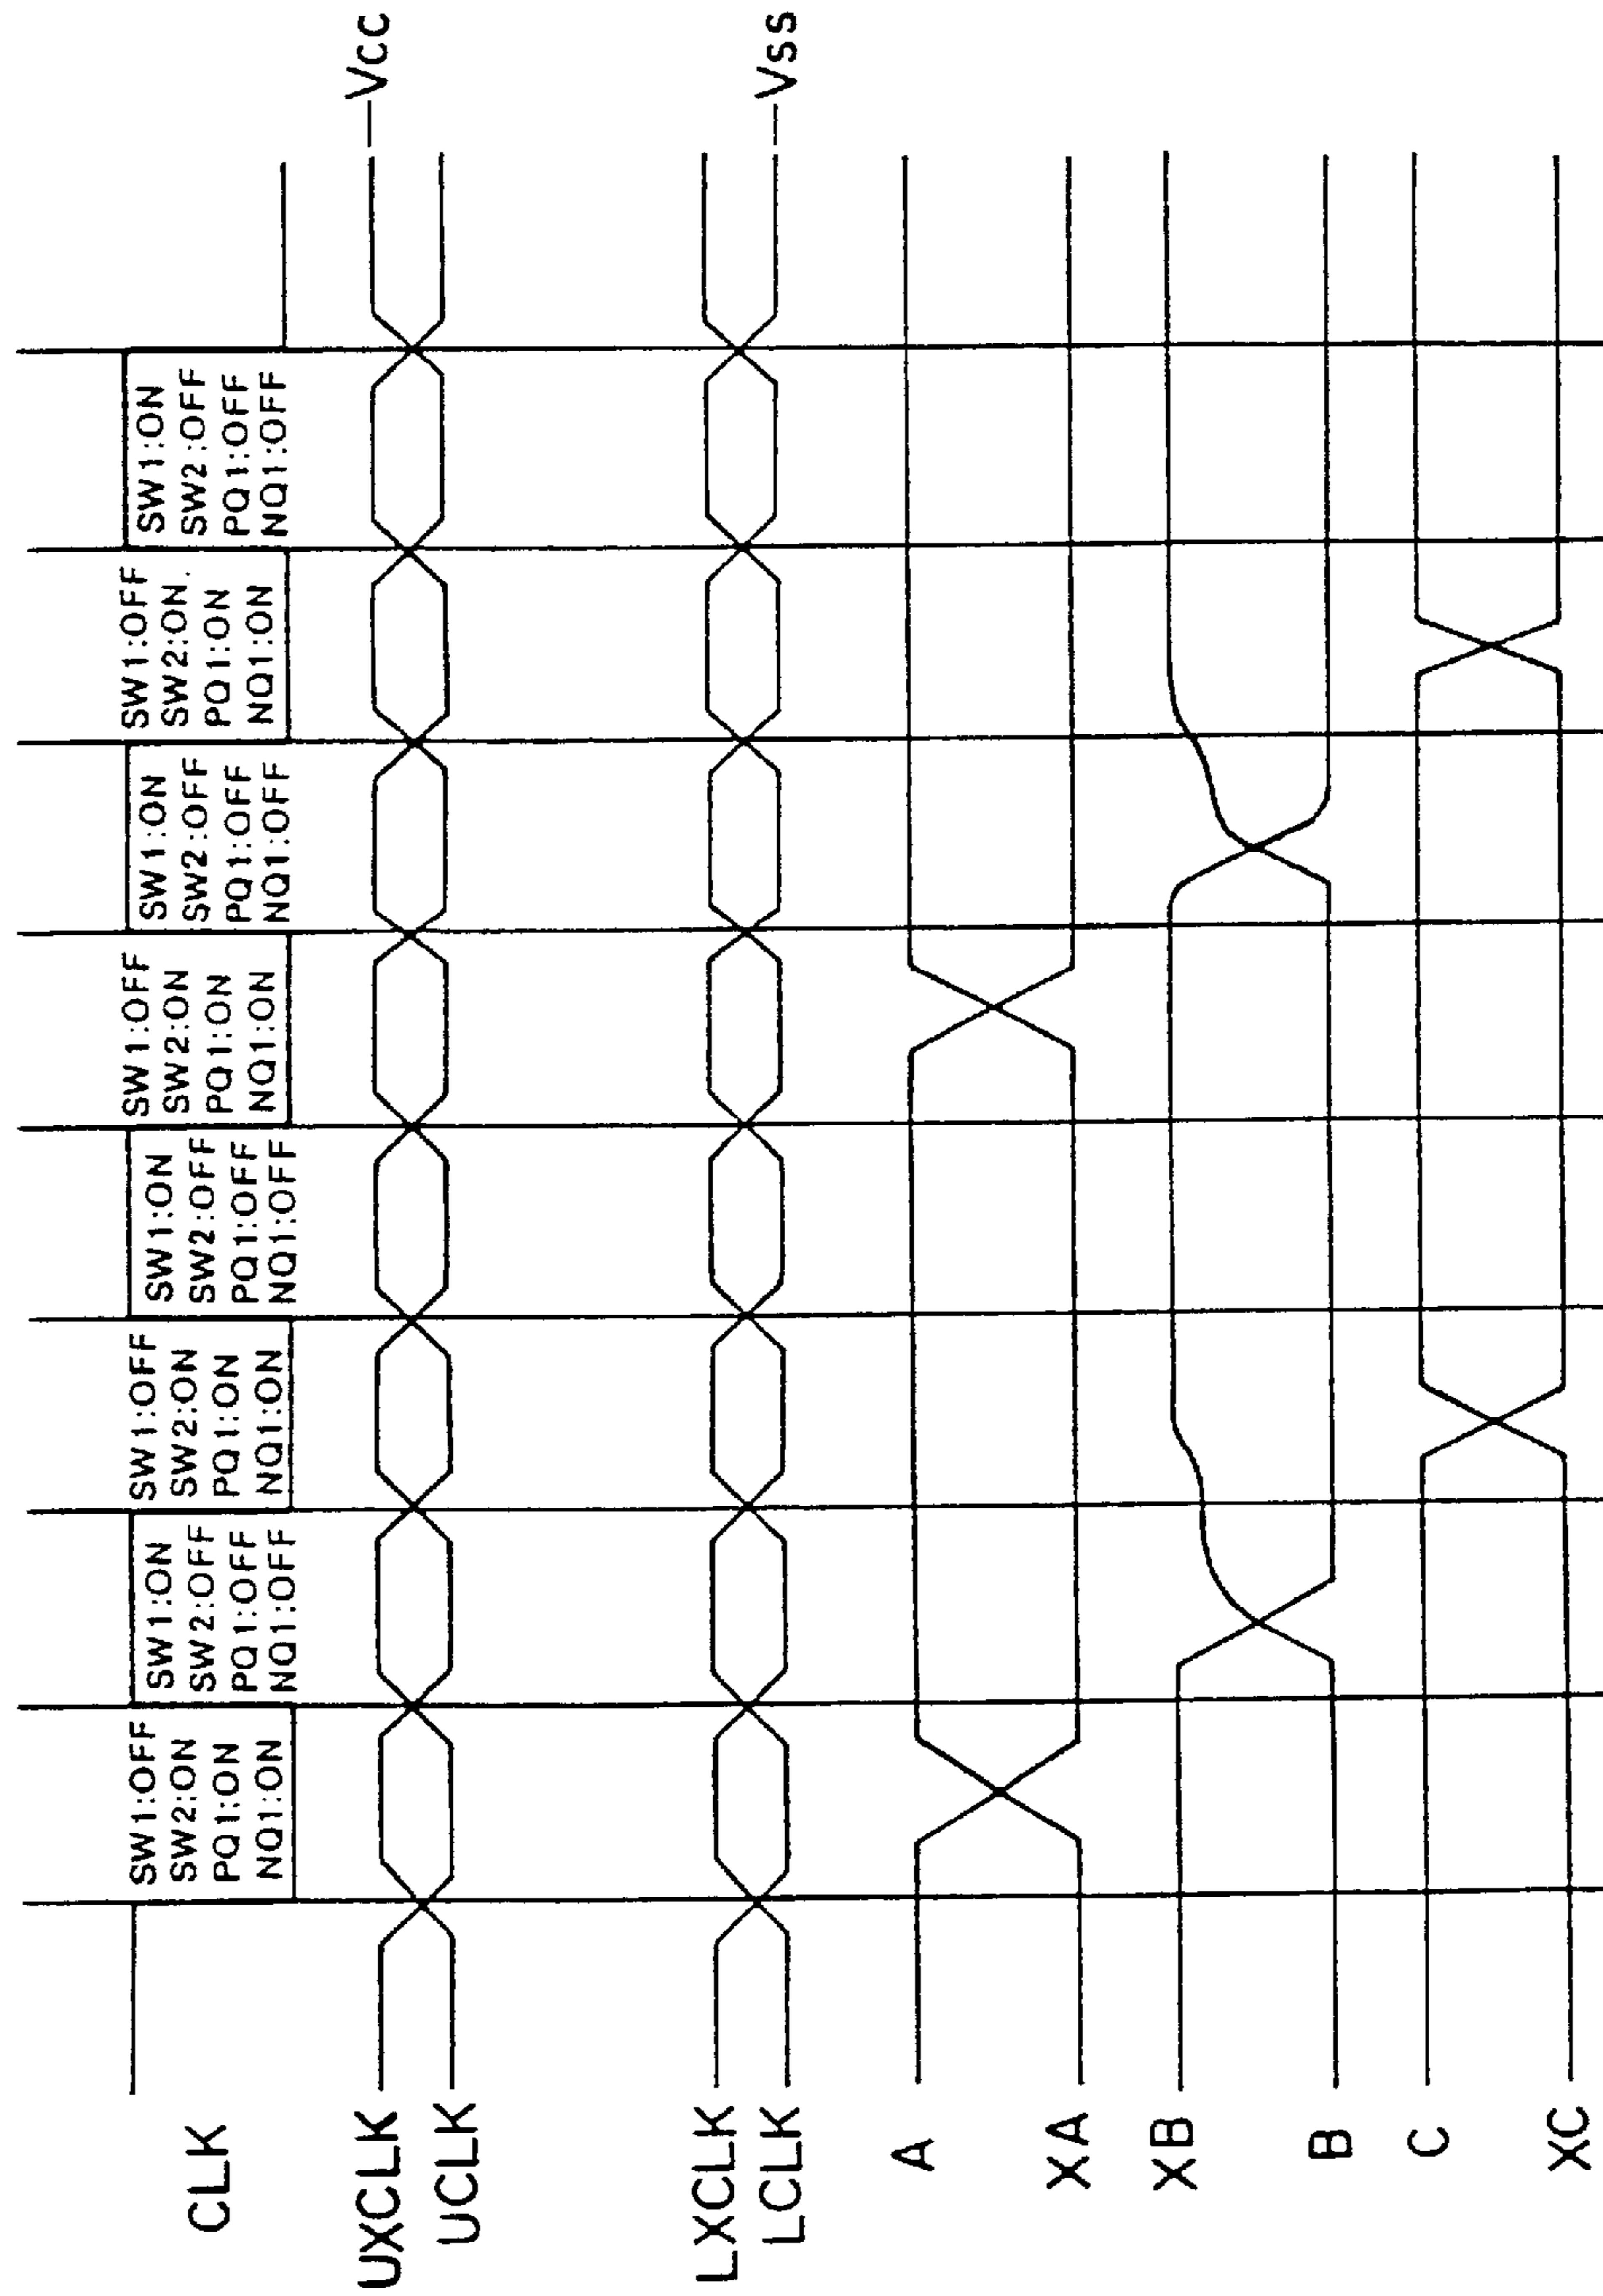 CLK
SW1:OFF
SW2:ON
PQ1:ON
NQ1:ON
SW1:ON
SW2:OFF
PQ1:OFF
NQ1:OFF
SW1:OFF
SW2:ON
PQ1:ON
NQ1:ON
SW1:ON
SW2:OFF
PQ1:OFF
NQ1:OFF
SW1:OFF
SW2:ON
PQ1:ON
NQ1:ON
SW1:ON
SW2:OFF
PQ1:OFF
NQ1:OFF
SW1:OFF
SW2:ON.
PQ1:ON
NQ1:ON
SW1:ON
SW2:OFF
PQ1:OFF
NQ1:OFF
UXCLK
Vcc
UCLK
LXCLK
LCLK
Vss
A
XA
XB
B
C
XC